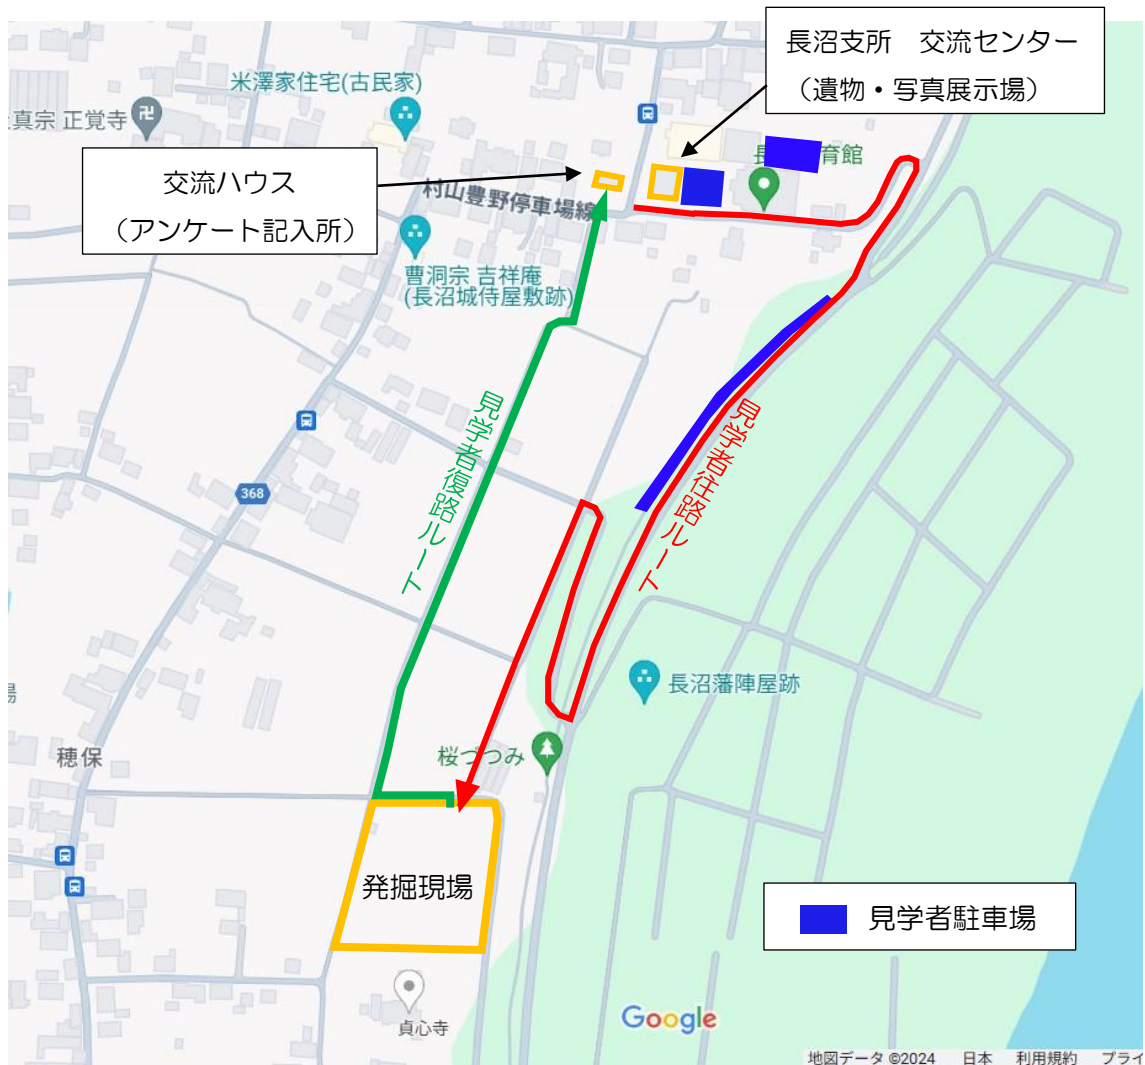 長沼支所　交流センター
（遺物・写真展示場）
米澤家住宅(古民家)
真宗 正覚寺
交流ハウス
（アンケート記入所）
村山豊野停車場線
育館
曹洞宗 吉祥庵
(長沼城侍屋敷跡)
見学者復路ルート
見学者往路ルート
368
長沼藩陣屋跡
桜づつみ
穂保
発掘現場
見学者駐車場
貞心寺
Google
地図データ ©2024　日本　利用規約　プライ